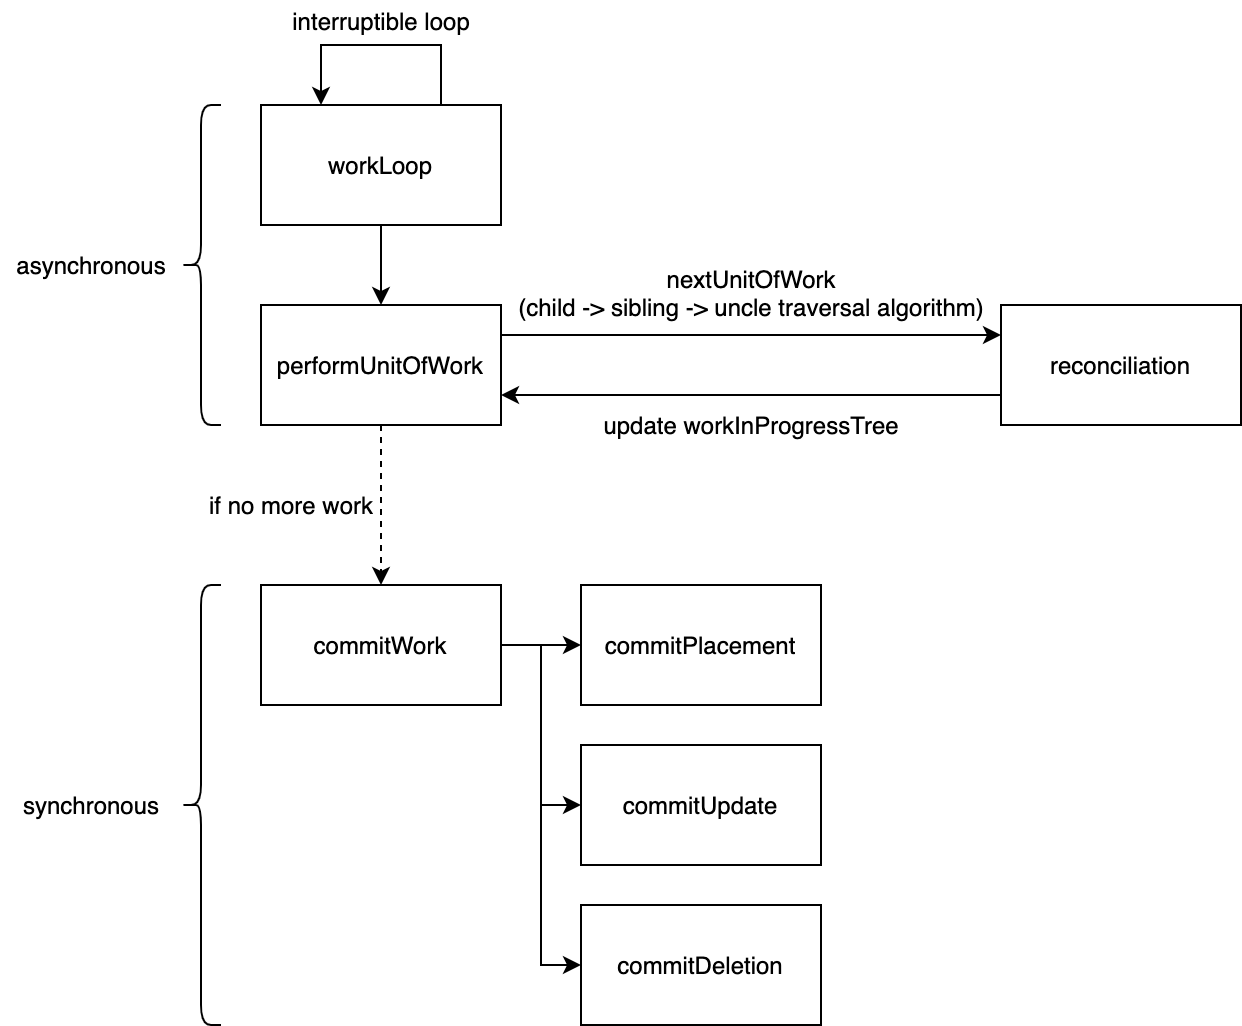 interruptible loop
workLoop
asynchronous
nextUnitOfWork
(child -> sibling -> uncle traversal algorithm)
performUnitOfWork
reconciliation
update workInProgressTree
if no more work
commitWork
commitPlacement
synchronous
commitUpdate
commitDeletion